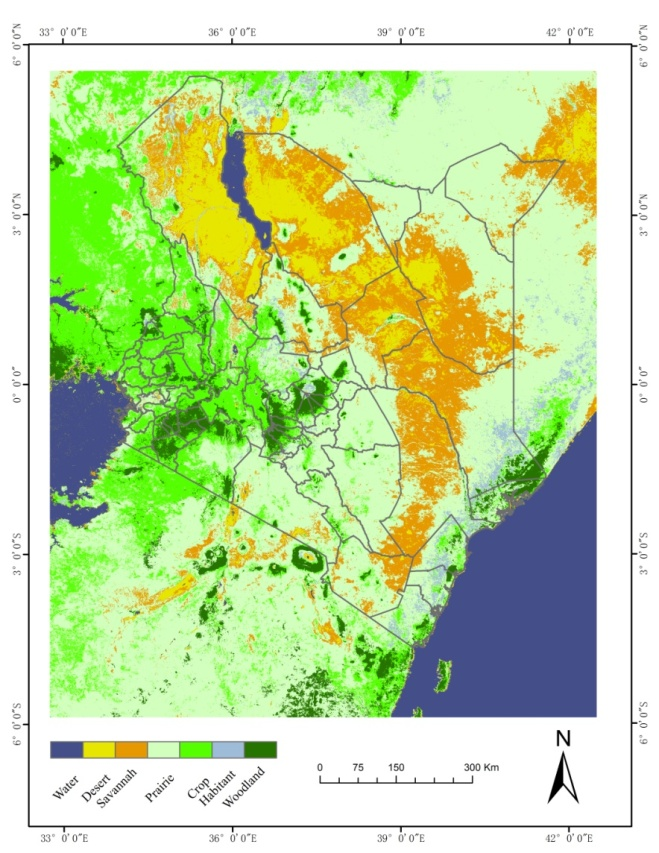 33° 0′0″E 36° 0′0″E 39° 0′0″E 42° 0′0″E
6° 0′0″N 6° 0′0″N
3° 0′0″N 3° 0′0″N
0° 0′0″ 0° 0′0″
3° 0′0″S 3° 0′0″S
6° 0′0″S 6° 0′0″S
Water Desert Savannah Prairie Crop Habitant Woodland
0 75 150 300 Km
N
33° 0′0″E 36° 0′0″E 39° 0′0″E 42° 0′0″E